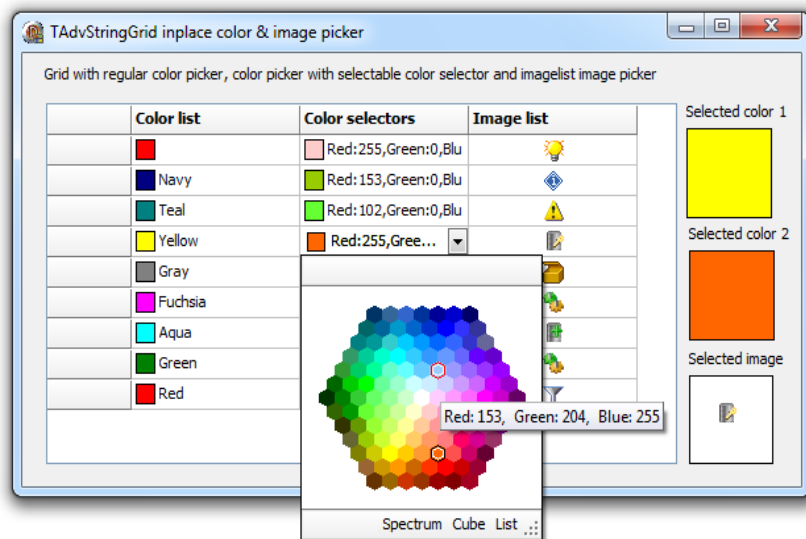 TAdvStringGrid inplace color & image picker
Grid with regular color picker, color picker with selectable color selector and imagelist image picker
Color list Color selectors Image list
Red:255,Green:0,Blu
Navy Red:153,Green:0,Blu
Teal Red:102,Green:0,Blu
Yellow Red:255,Gree...
Gray
Fuchsia
Aqua
Green
Red
Red: 153, Green: 204, Blue: 255
Spectrum Cube List
Selected color 1
Selected color 2
Selected image